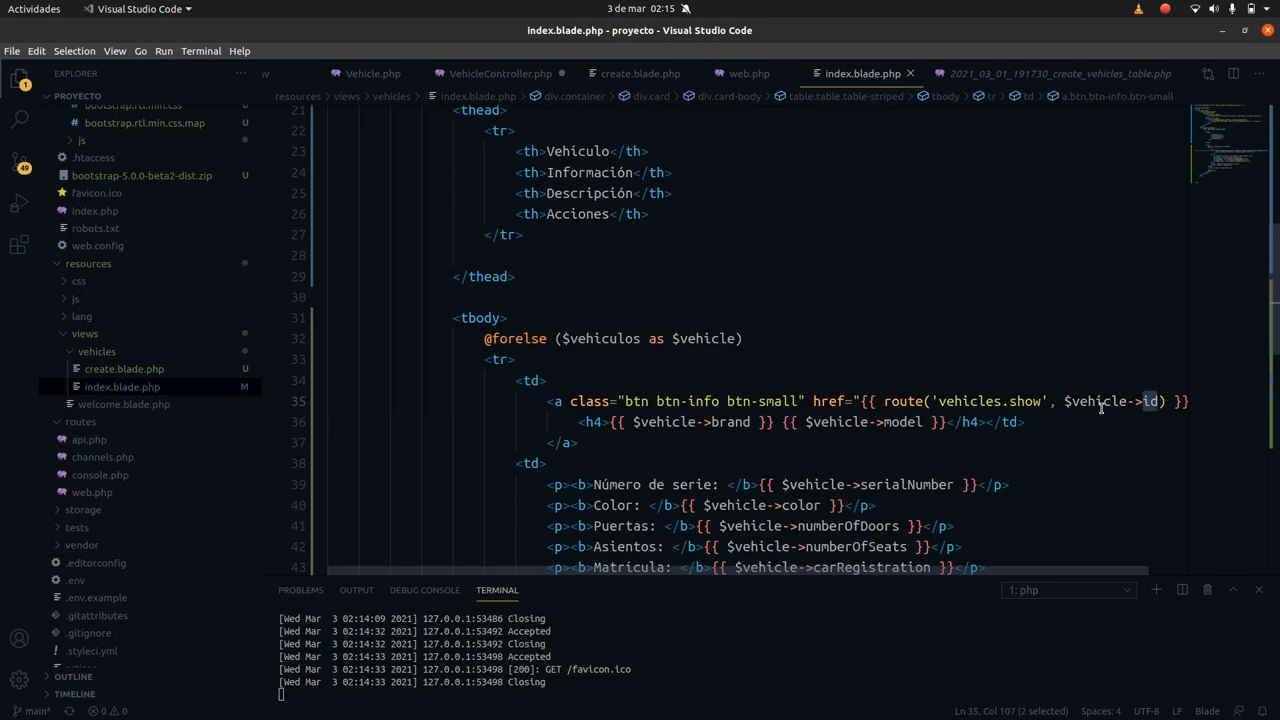 Actividades
Visual Studio Code
3 de mar 02:15
index.blade.php - proyecto - Visual Studio Code
File Edit Selection View Go Run Terminal Help
EXPLORER
Vehicle.php
VehicleController.php
create.blade.php
web.php
index.blade.php
2021_03_01_191730_create_vehicles_table.php
PROYECTO
resources > views > vehicles > index.blade.php > div.container > div.card > div.card-body > table.table.table-striped > tbody > tr > td > a.btn.btn-info.btn-small
bootstrap.rtl.min.css U
bootstrap.rtl.min.css.map U
js
.htaccess
bootstrap-5.0.0-beta2-dist.zip U
favicon.ico
index.php
robots.txt
web.config
resources
css
js
lang
views
vehicles
create.blade.php U
index.blade.php M
welcome.blade.php
routes
api.php
channels.php
console.php
web.php
storage
tests
vendor
.editorconfig
.env
.env.example
.gitattributes
.gitignore
.styleci.yml
OUTLINE
TIMELINE
21 <thead>
22 <tr>
23 <th>Vehiculo</th>
24 <th>Información</th>
25 <th>Descripción</th>
26 <th>Acciones</th>
27 </tr>
28
29 </thead>
30
31 <tbody>
32 @forelse ($vehiculos as $vehicle)
33 <tr>
34 <td>
35 <a class="btn btn-info btn-small" href="{{ route('vehicles.show', $vehicle->id) }}
36 <h4>{{ $vehicle->brand }} {{ $vehicle->model }}</h4></td>
37 </a>
38 <td>
39 <p><b>Número de serie: </b>{{ $vehicle->serialNumber }}</p>
40 <p><b>Color: </b>{{ $vehicle->color }}</p>
41 <p><b>Puertas: </b>{{ $vehicle->numberOfDoors }}</p>
42 <p><b>Asientos: </b>{{ $vehicle->numberOfSeats }}</p>
43 <p><b>Matricula: </b>{{ $vehicle->carRegistration }}</p>
PROBLEMS OUTPUT DEBUG CONSOLE TERMINAL
1: php
[Wed Mar  3 02:14:09 2021] 127.0.0.1:53486 Closing
[Wed Mar  3 02:14:32 2021] 127.0.0.1:53492 Accepted
[Wed Mar  3 02:14:32 2021] 127.0.0.1:53492 Closing
[Wed Mar  3 02:14:33 2021] 127.0.0.1:53498 Accepted
[Wed Mar  3 02:14:33 2021] 127.0.0.1:53498 [200]: GET /favicon.ico
[Wed Mar  3 02:14:33 2021] 127.0.0.1:53498 Closing
main* 0 0
Ln 35, Col 107 (2 selected) Spaces: 4 UTF-8 LF Blade